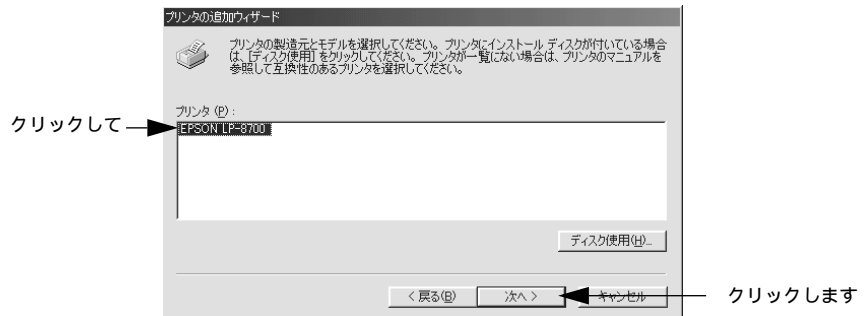 プリンタの追加ウィザード
プリンタの製造元とモデルを選択してください。プリンタにインストール ディスクが付いている場合
は、[ディスク使用] をクリックしてください。プリンタが一覧にない場合は、プリンタのマニュアルを
参照して互換性のあるプリンタを選択してください。
プリンタ (P) :
クリックして
EPSON LP-8700
ディスク使用(H)...
< 戻る(B)
次へ >
キャンセル
クリックします